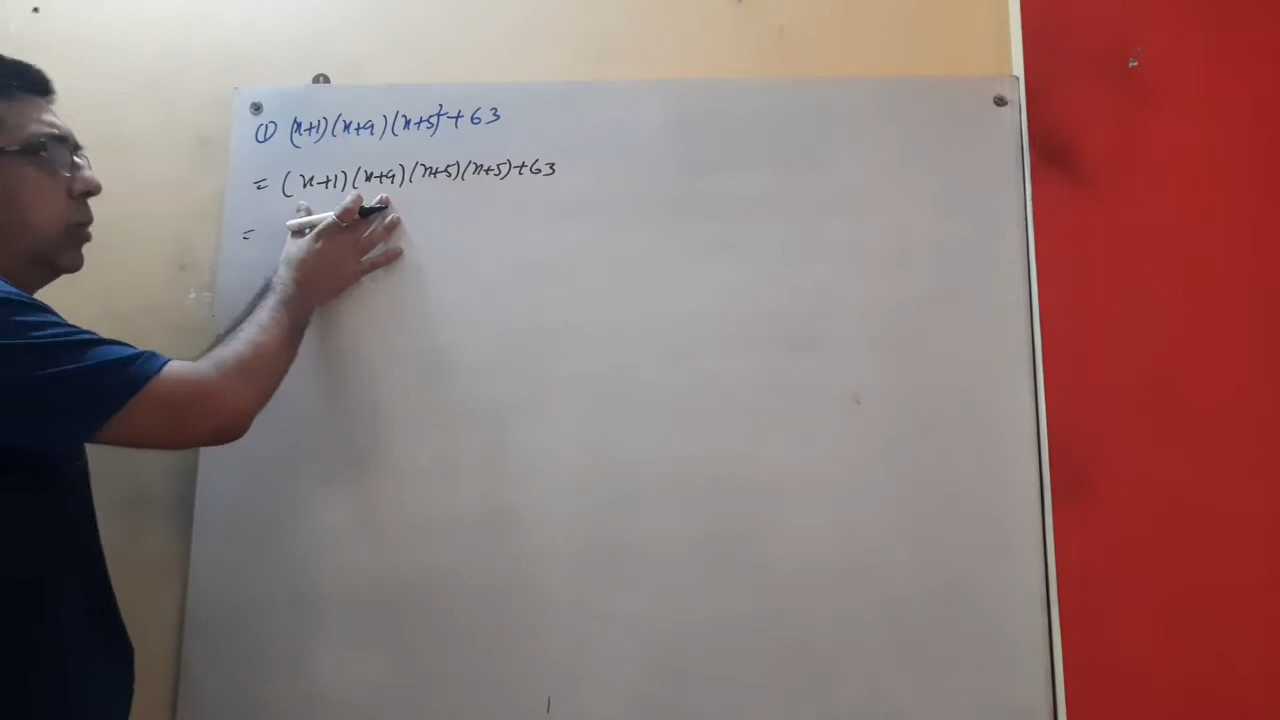 ① (x+1)(x+9)(x+5)²+63
= (x+1)(x+9)(x+5)(x+5)+63
=